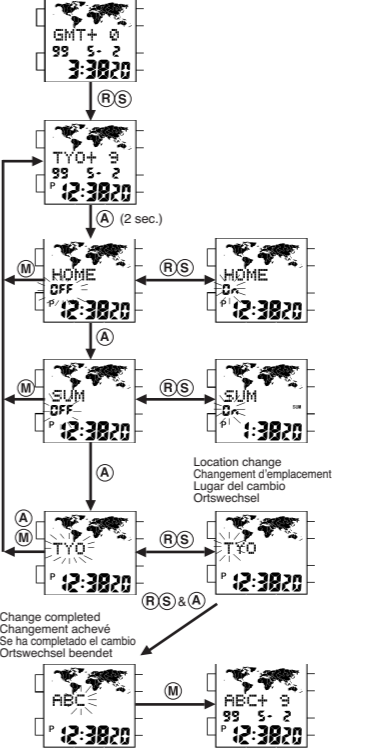 GMT+ 0
99 5- 2
3:3820
R S
TYO+ 9
99 5- 2
P 12:3820
A (2 sec.)
M
HOME
OFF
P 12:3820
R S
HOME
On
P 12:3820
A
M
SUM
OFF
P 12:3820
R S
SUM
On
SUM
P 1:3820
A
Location change
Changement d'emplacement
Lugar del cambio
Ortswechsel
A
M
TYO
P 12:3820
R S
TYO
P 12:3820
R S & A
Change completed
Changement achevé
Se ha completado el cambio
Ortswechsel beendet
ABC
P 12:3820
M
ABC+ 9
99 5- 2
P 12:3820